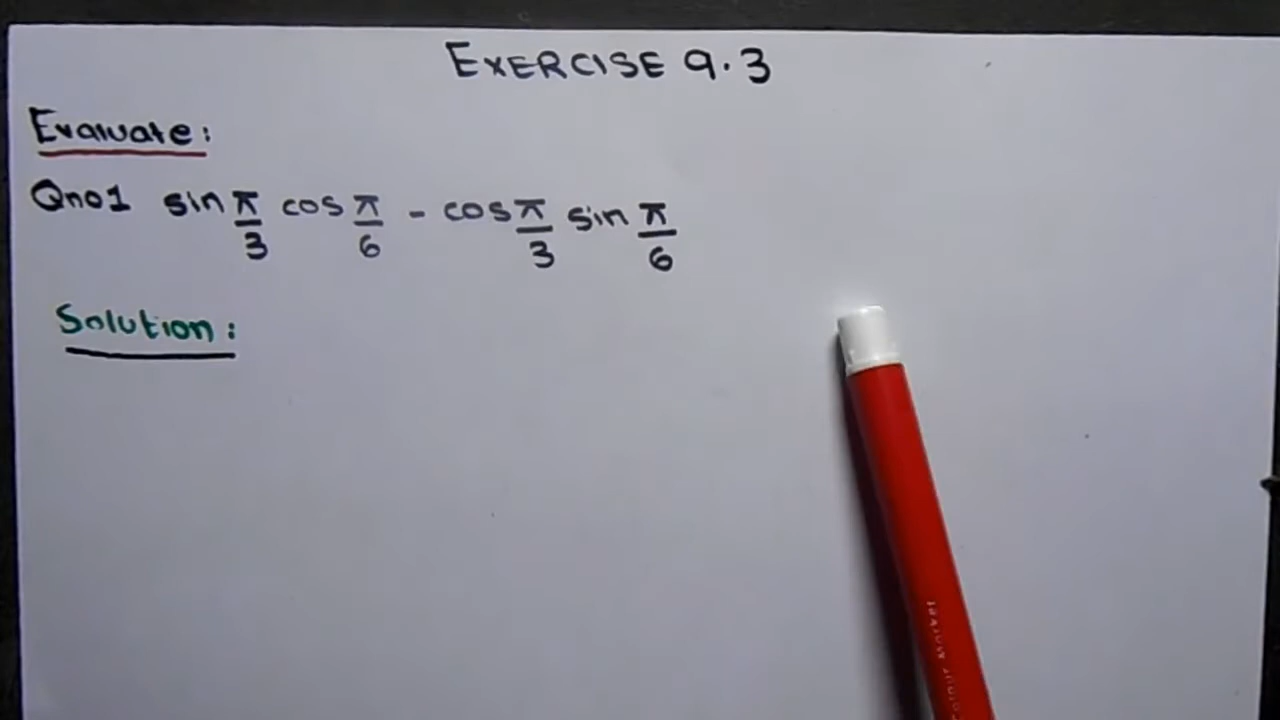 EXERCISE 9.3
Evaluate:
Qno1 sin π/3 cos π/6 - cos π/3 sin π/6
Solution: